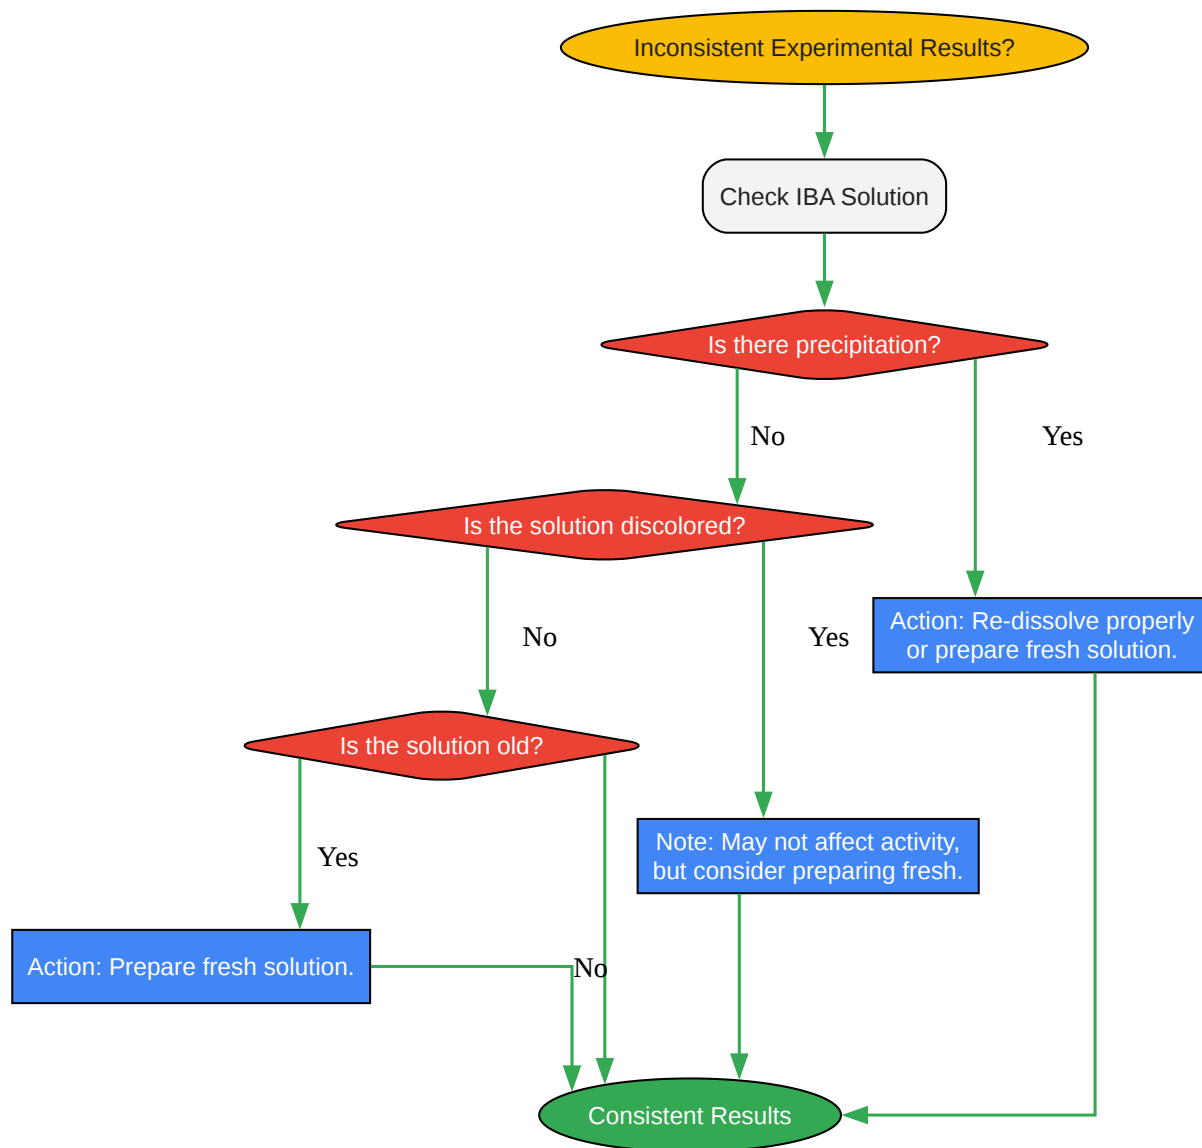 Inconsistent Experimental Results?
Check IBA Solution
Is there precipitation?
No
Yes
Is the solution discolored?
Action: Re-dissolve properly
or prepare fresh solution.
No
Yes
Is the solution old?
Note: May not affect activity,
but consider preparing fresh.
Yes
Action: Prepare fresh solution.
No
Consistent Results